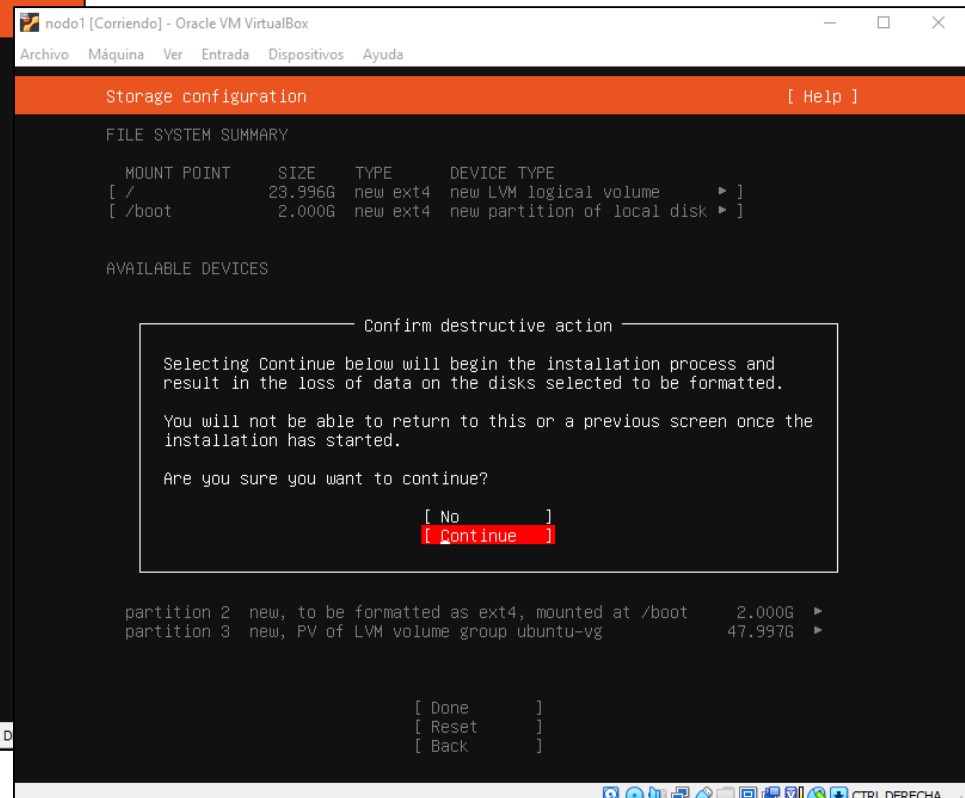 nodo1 [Corriendo] - Oracle VM VirtualBox
Archivo Máquina Ver Entrada Dispositivos Ayuda
Storage configuration [ Help ]
FILE SYSTEM SUMMARY
MOUNT POINT SIZE TYPE DEVICE TYPE
[ / 23.996G new ext4 new LVM logical volume ▸ ]
[ /boot 2.000G new ext4 new partition of local disk ▸ ]
AVAILABLE DEVICES
Confirm destructive action
Selecting Continue below will begin the installation process and
result in the loss of data on the disks selected to be formatted.
You will not be able to return to this or a previous screen once the
installation has started.
Are you sure you want to continue?
[ No ]
[ Continue ]
partition 2 new, to be formatted as ext4, mounted at /boot 2.000G ▸
partition 3 new, PV of LVM volume group ubuntu-vg 47.997G ▸
[ Done ]
[ Reset ]
[ Back ]
D
CTRL DERECHA